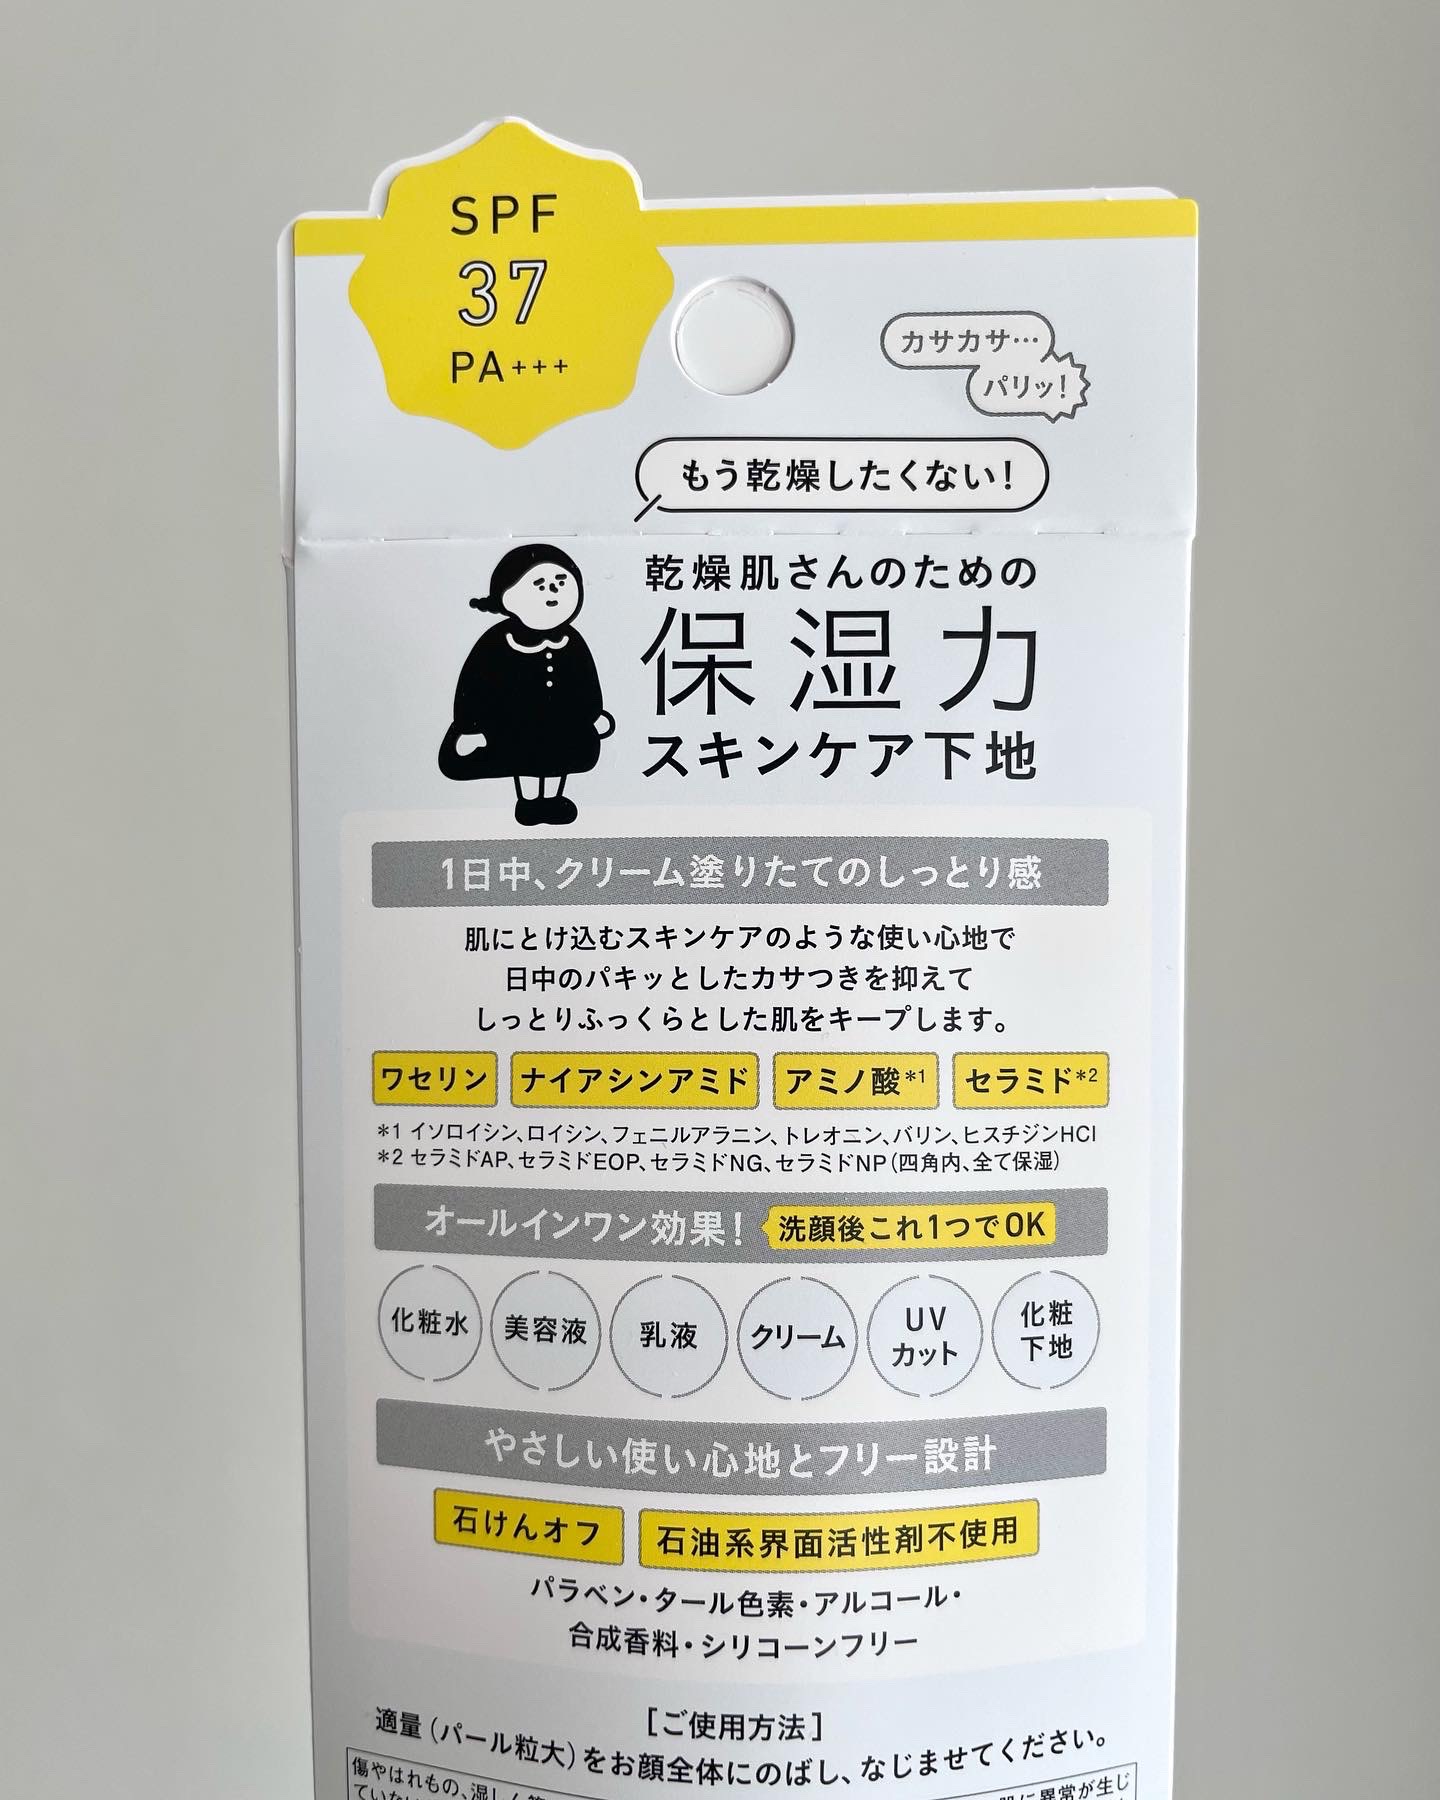 SPF
37
PA+++
カサカサ…
パリッ!
もう乾燥したくない!
乾燥肌さんのための
保湿力
スキンケア下地
1日中、クリーム塗りたてのしっとり感
肌にとけ込むスキンケアのような使い心地で
日中のパキッとしたカサつきを抑えて
しっとりふっくらとした肌をキープします。
ワセリン ナイアシンアミド アミノ酸*1 セラミド*2
*1 イソロイシン、ロイシン、フェニルアラニン、トレオニン、バリン、ヒスチジンHCl
*2 セラミドAP、セラミドEOP、セラミドNG、セラミドNP(四角内、全て保湿)
オールインワン効果! 洗顔後これ1つでOK
化粧水 美容液 乳液 クリーム UVカット 化粧下地
やさしい使い心地とフリー設計
石けんオフ 石油系界面活性剤不使用
パラベン・タール色素・アルコール・
合成香料・シリコーンフリー
[ご使用方法]
適量(パール粒大)をお顔全体にのばし、なじませてください。
傷やはれもの、湿しん 異常が生じ